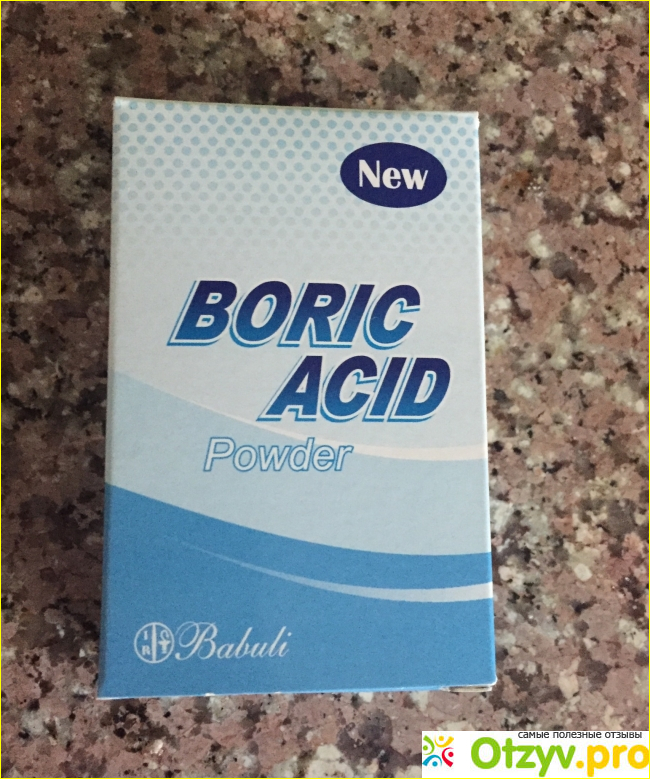 New
BORIC
ACID
Powder
Babuli
самые полезные отзывы
Otzyv.pro